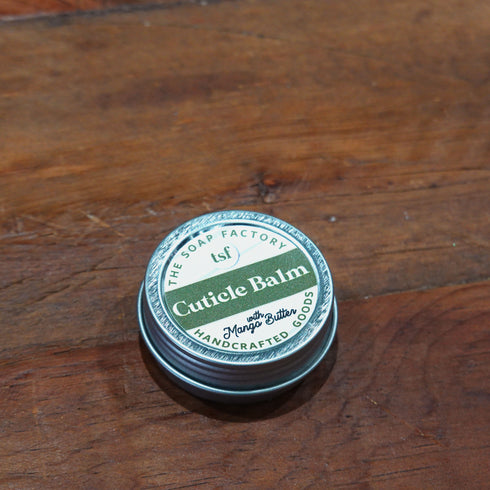 THE SOAP FACTORY
tsf
Cuticle Balm
with
Mango Butter
HANDCRAFTED GOODS